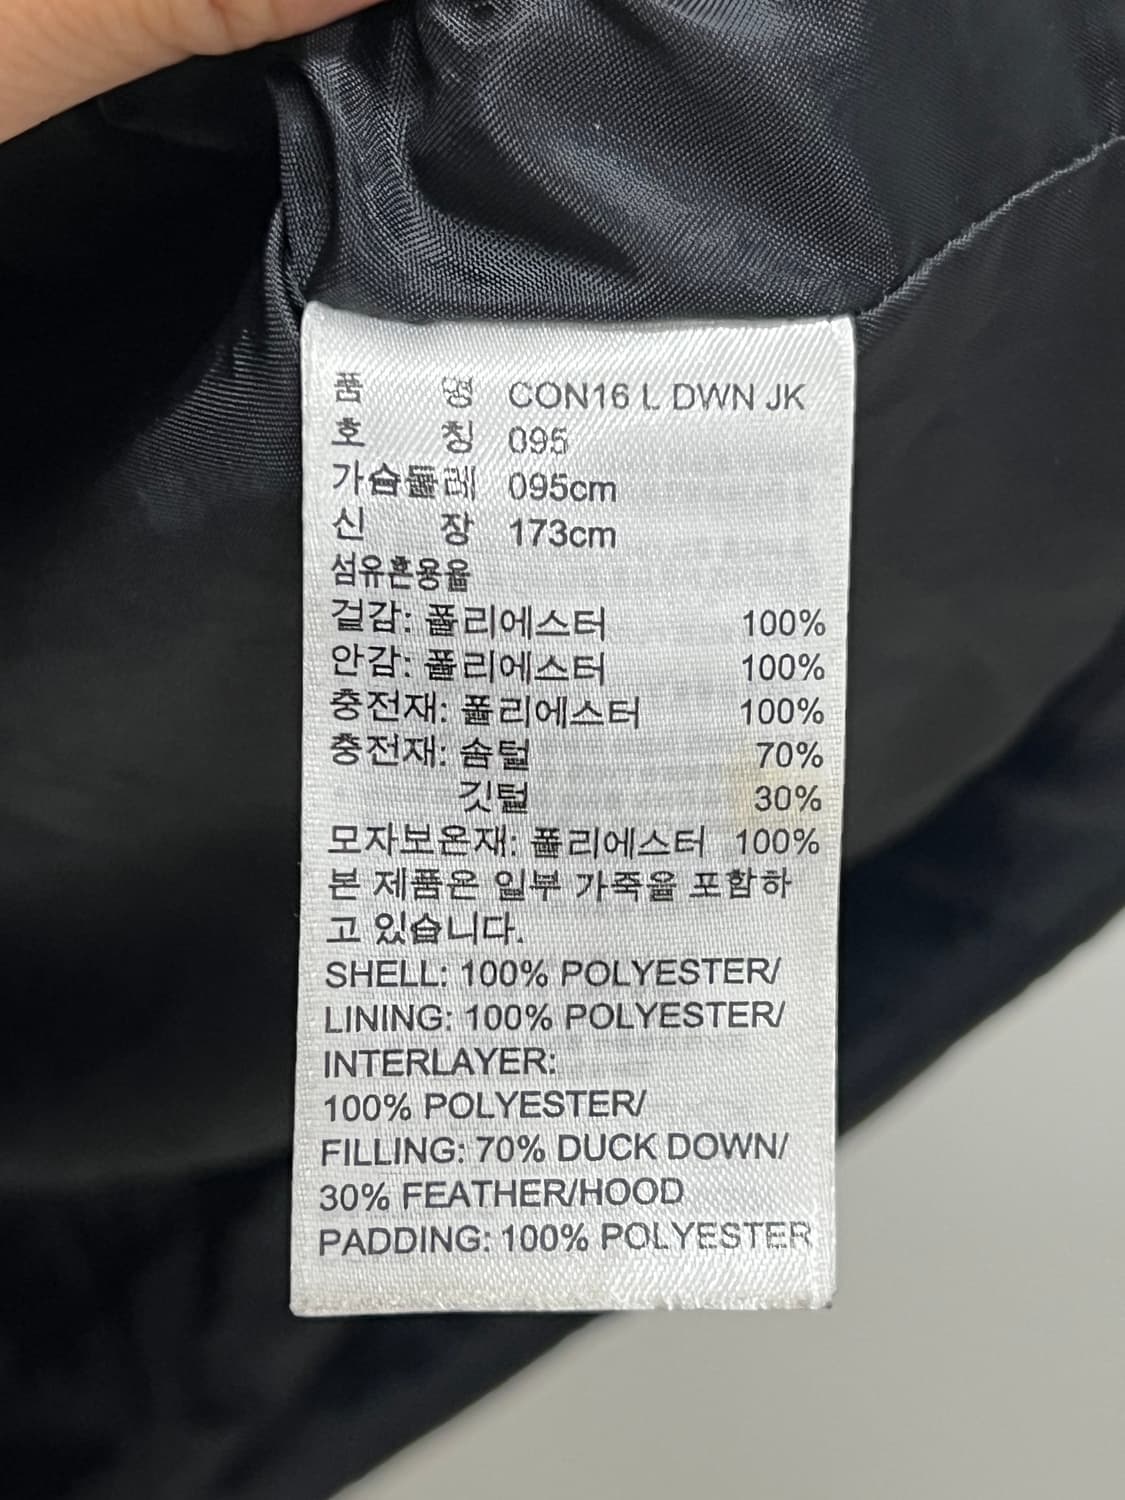 품 명 CON16 L DWN JK
호 칭 095
가슴둘레 095cm
신 장 173cm
섬유혼용율
겉감: 폴리에스터 100%
안감: 폴리에스터 100%
충전재: 폴리에스터 100%
충전재: 솜털 70%
깃털 30%
모자보온재: 폴리에스터 100%
본 제품은 일부 가죽을 포함하
고 있습니다.
SHELL: 100% POLYESTER/
LINING: 100% POLYESTER/
INTERLAYER:
100% POLYESTER/
FILLING: 70% DUCK DOWN/
30% FEATHER/HOOD
PADDING: 100% POLYESTER